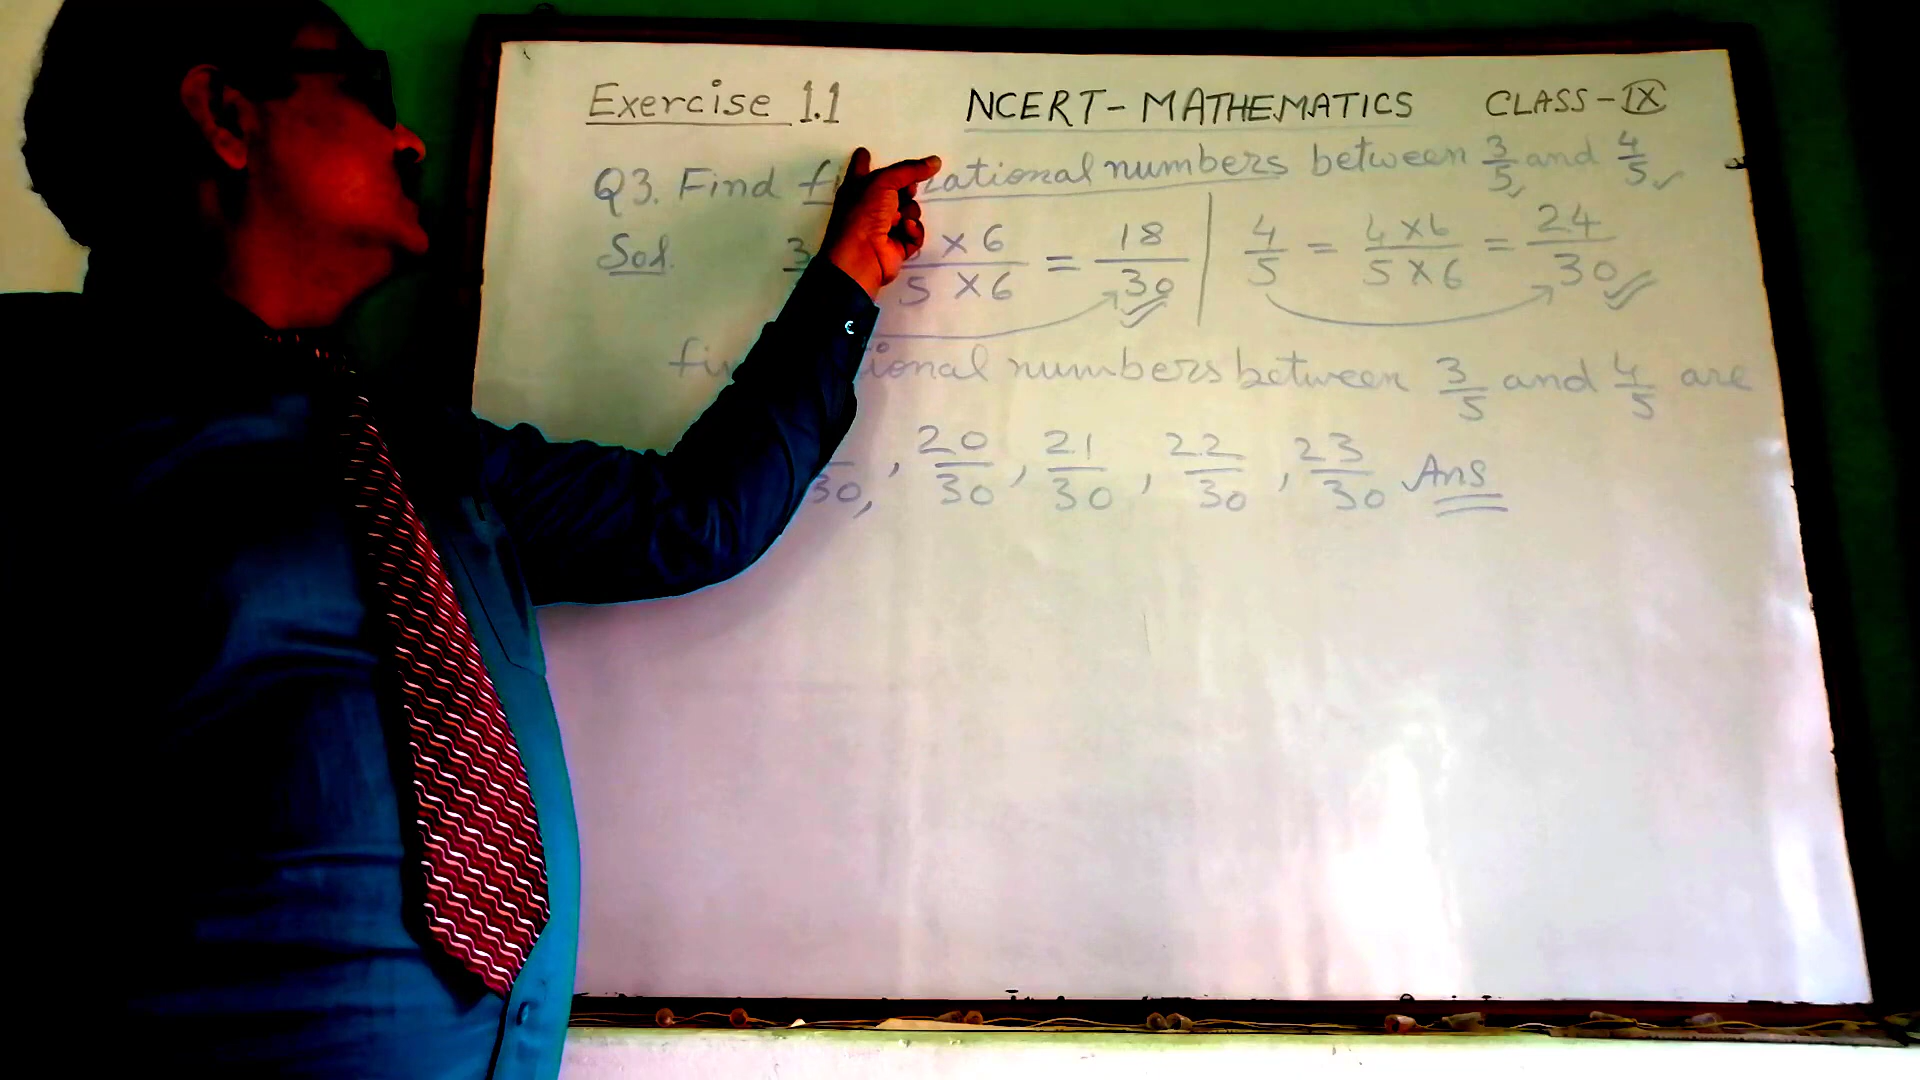 Exercise 1.1 NCERT-MATHEMATICS CLASS-IX
Q3. Find rational numbers between 3/5 and 4/5
Sol. 3 × 6 / 5 × 6 = 18/30 | 4/5 = 4 × 6 / 5 × 6 = 24/30
numbers between 3/5 and 4/5 are
30, 20/30, 21/30, 22/30, 23/30 Ans